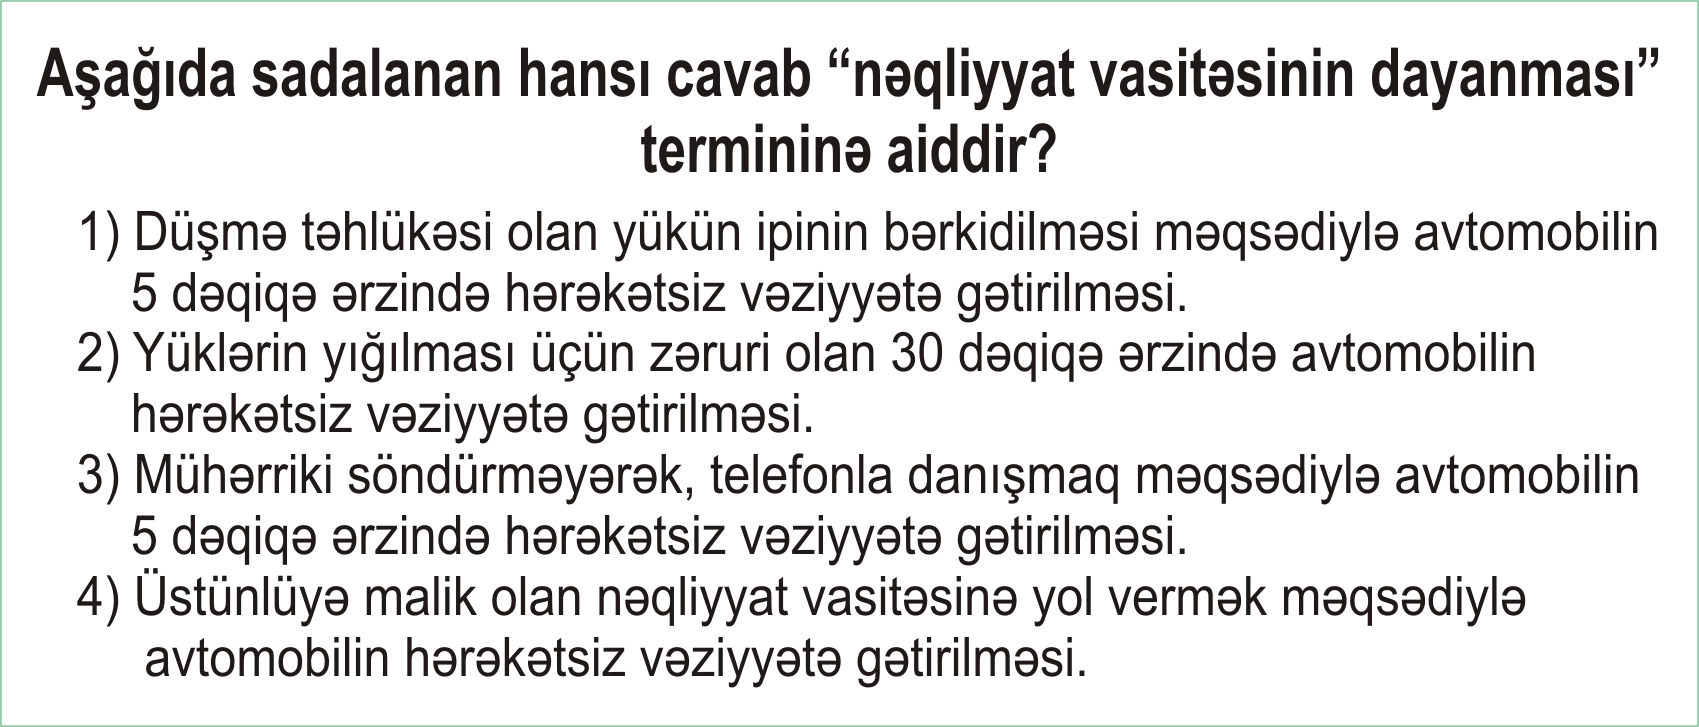 Aşağıda sadalanan hansı cavab “nəqliyyat vasitəsinin dayanması”
termininə aiddir?
1) Düşmə təhlükəsi olan yükün ipinin bərkidilməsi məqsədiylə avtomobilin
5 dəqiqə ərzində hərəkətsiz vəziyyətə gətirilməsi.
2) Yüklərin yığılması üçün zəruri olan 30 dəqiqə ərzində avtomobilin
hərəkətsiz vəziyyətə gətirilməsi.
3) Mühərriki söndürməyərək, telefonla danışmaq məqsədiylə avtomobilin
5 dəqiqə ərzində hərəkətsiz vəziyyətə gətirilməsi.
4) Üstünlüyə malik olan nəqliyyat vasitəsinə yol vermək məqsədiylə
avtomobilin hərəkətsiz vəziyyətə gətirilməsi.